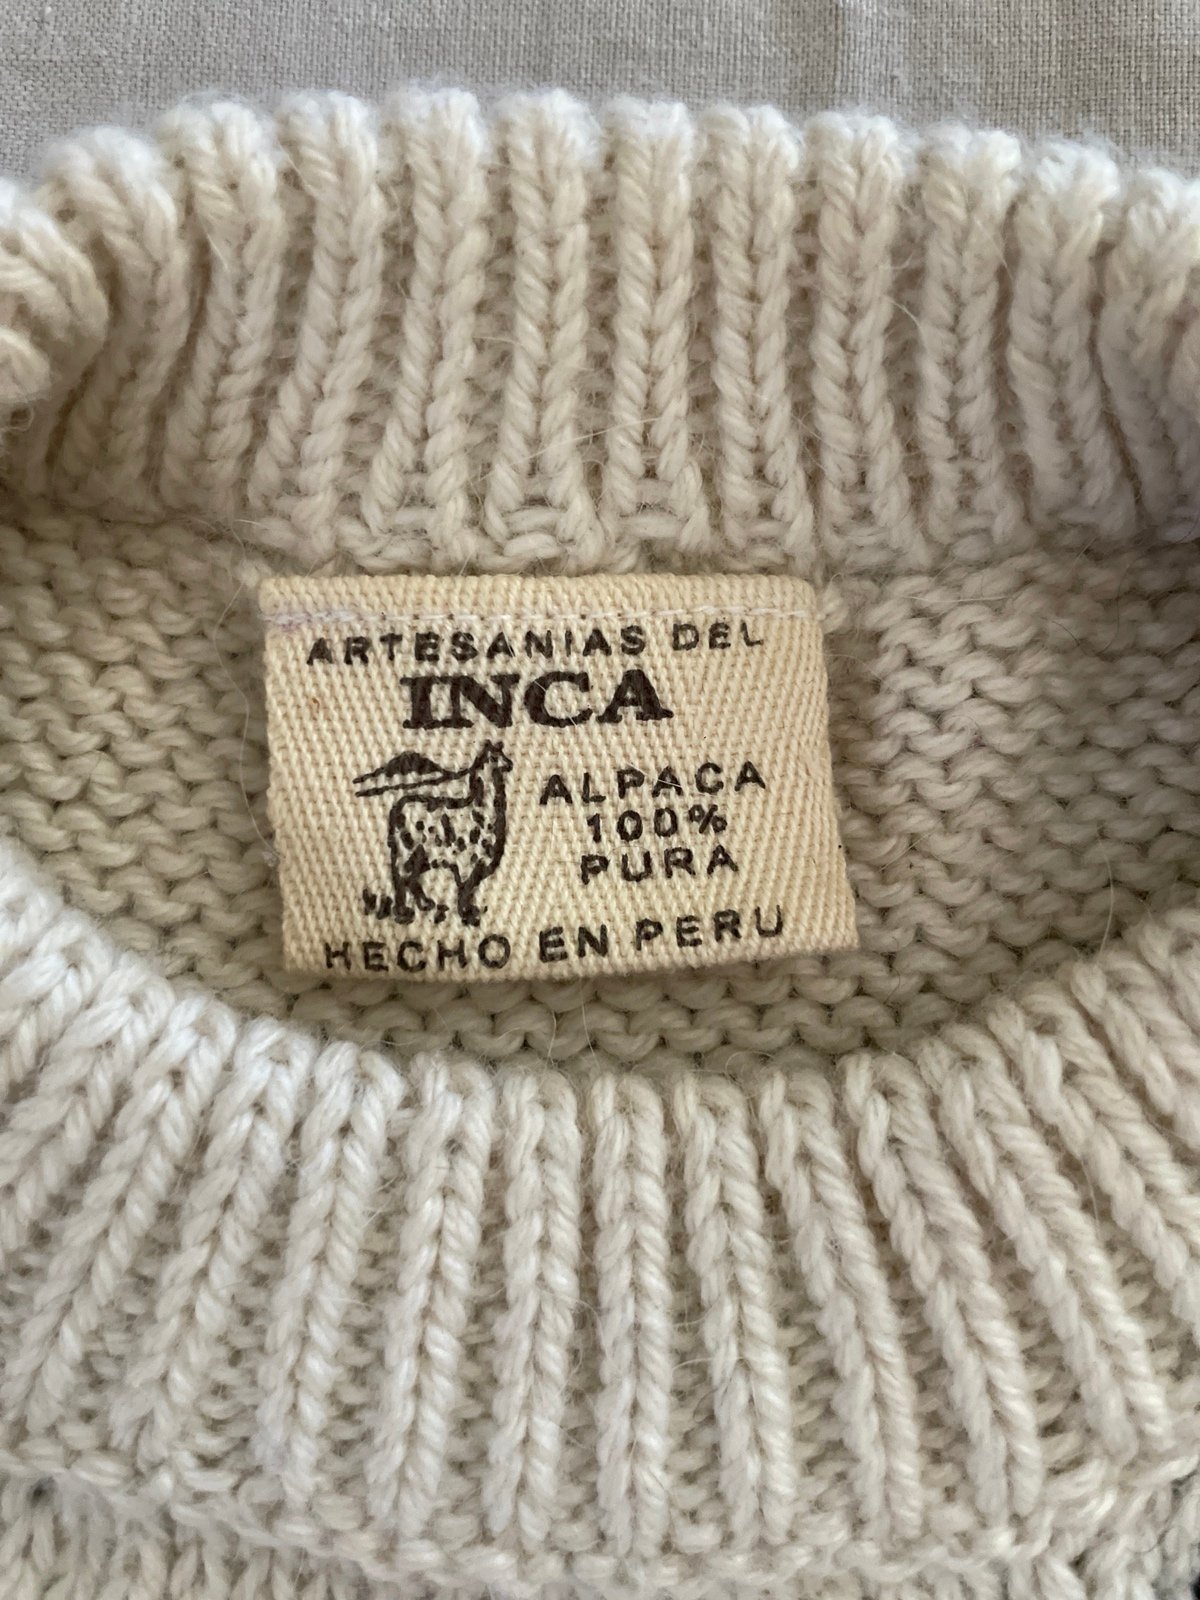 ARTESANIAS DEL
INCA
ALPACA
100%
PURA
HECHO EN PERU